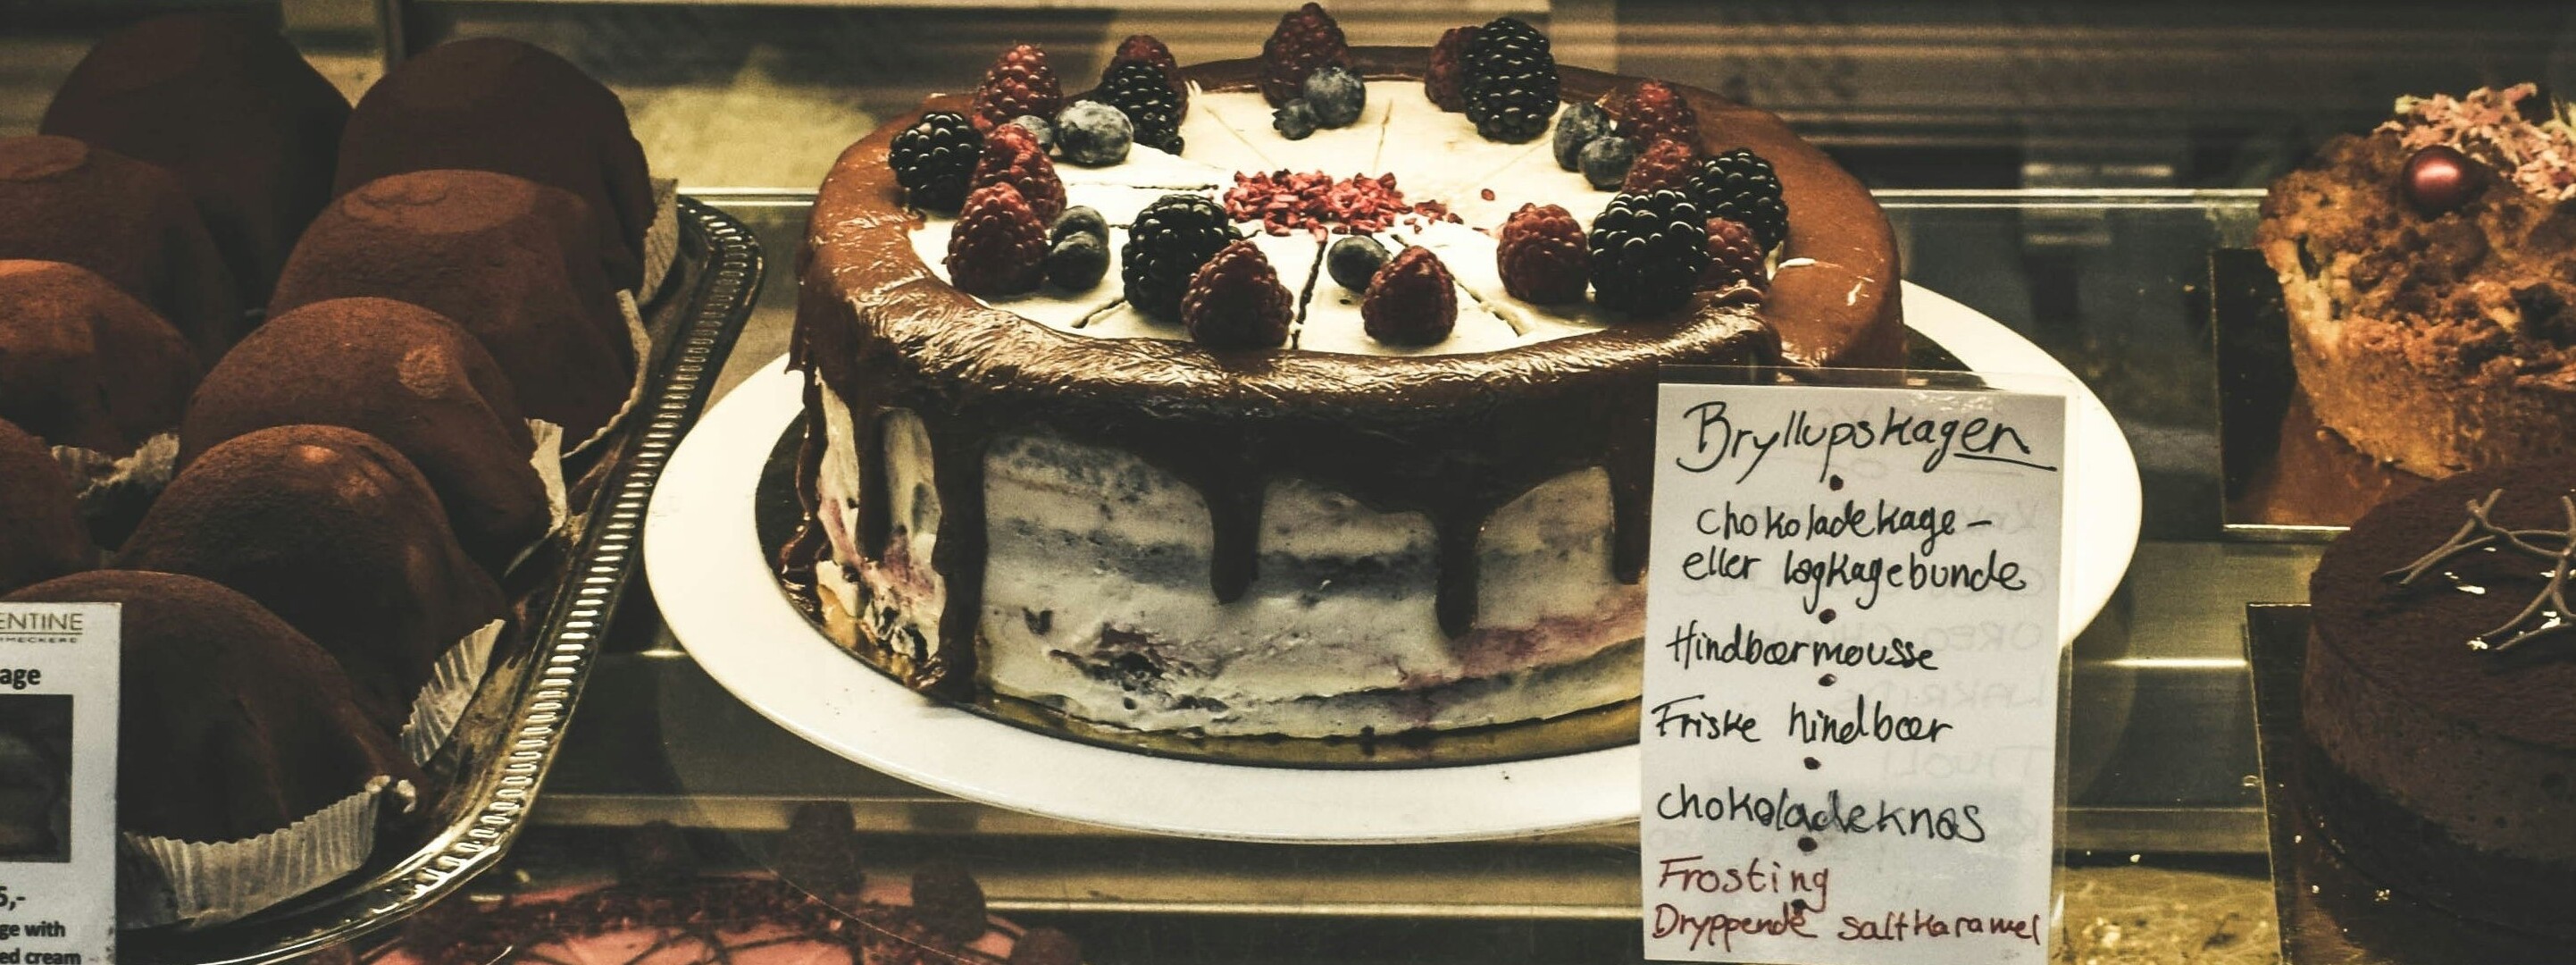 Bryllupskagen
chokoladekage-
eller lagkagebunde
Hindbærmousse
Friske hindbær
chokoladeknas
Frosting
Dryppende saltkaramel
ENTINE
age
5,-
ge with
ed cream